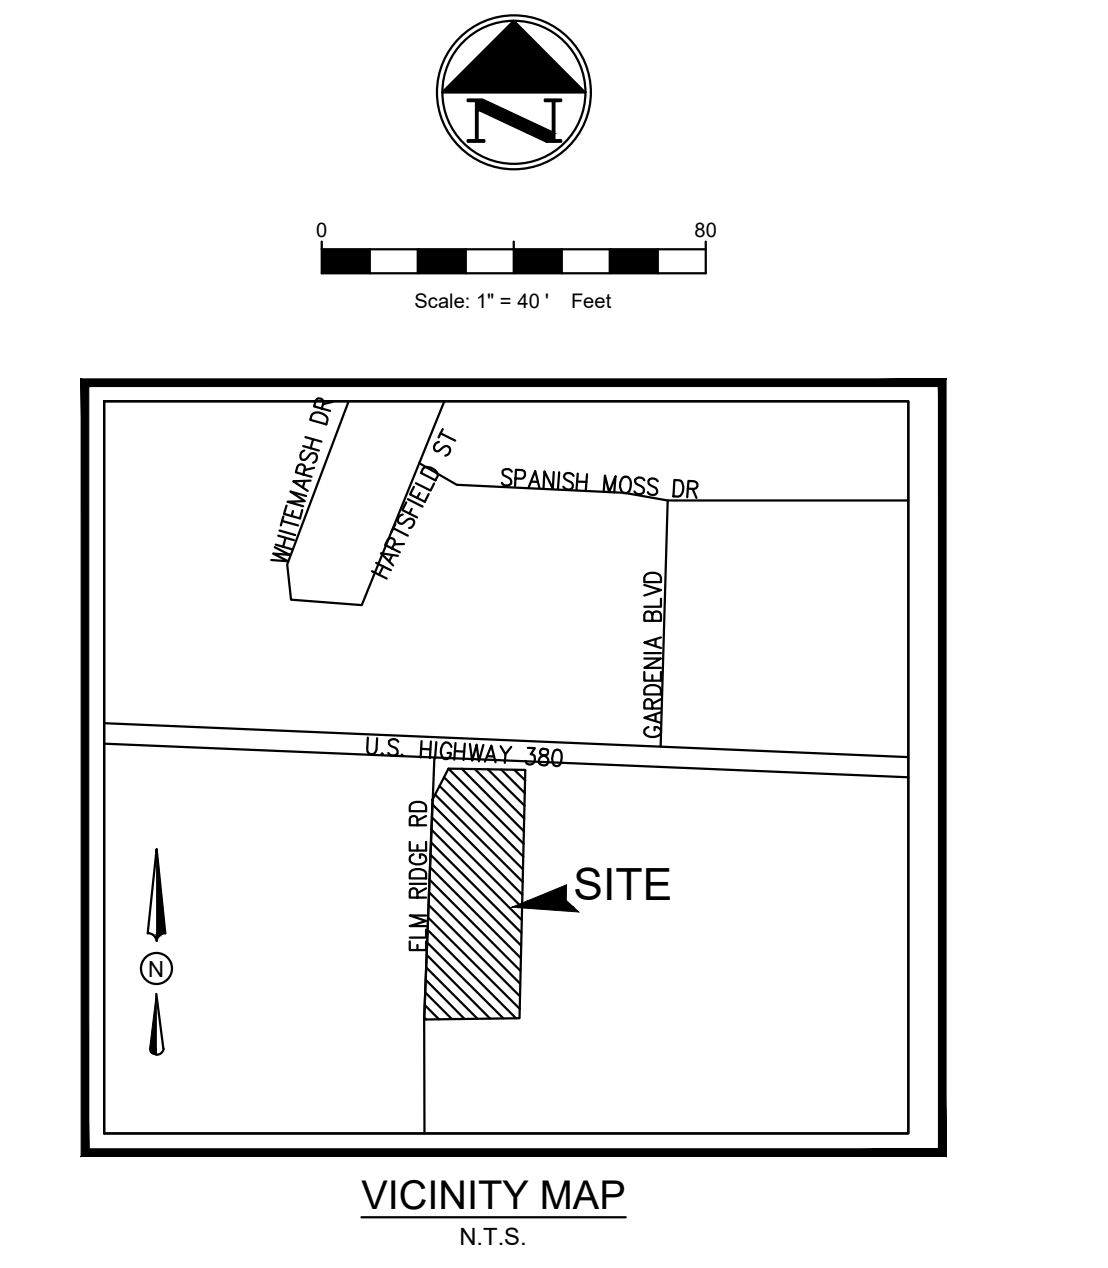 N
0 80
Scale: 1" = 40 ' Feet
WHITEMARSH DR
HARTSFIELD ST
SPANISH MOSS DR
GARDENIA BLVD
U.S. HIGHWAY 380
ELM RIDGE RD
SITE
N
VICINITY MAP
N.T.S.